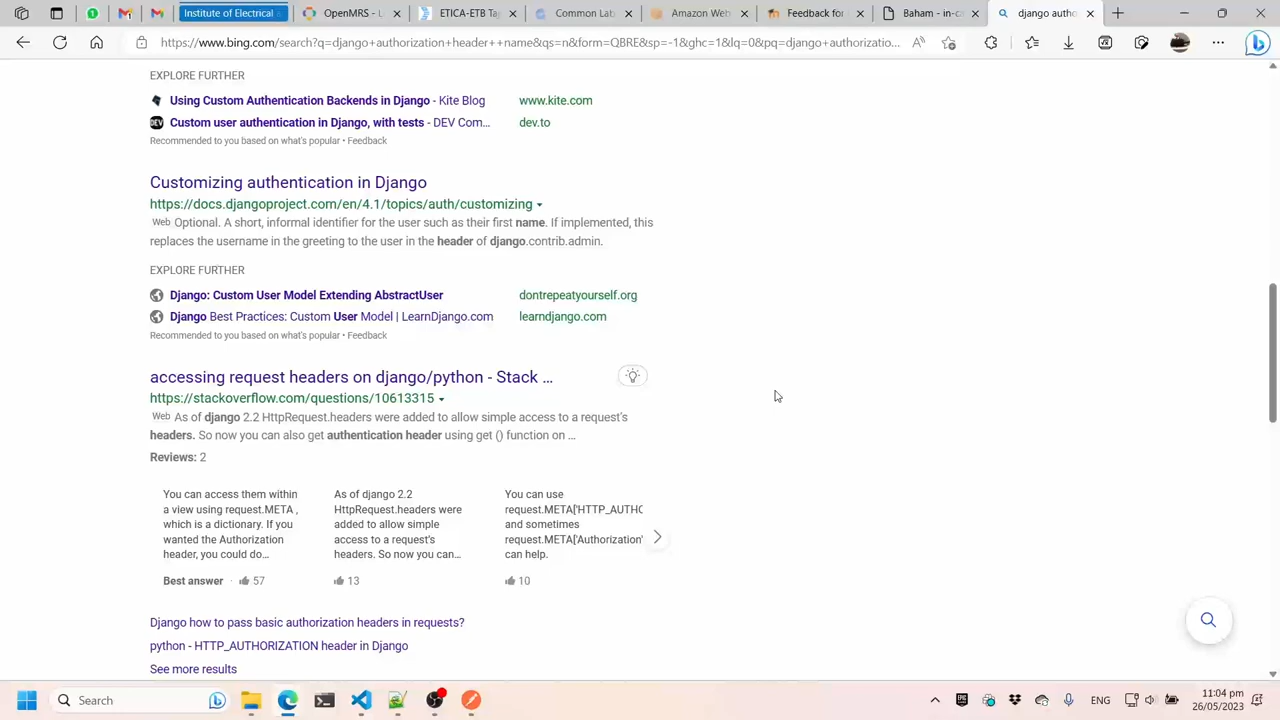 Institute of Electrical a
OpenMRS - L
ETICA-ETB Tap
Common Lab
Amazon Web
Feedback for
django autho
https://www.bing.com/search?q=django+authorization+header++name&qs=n&form=QBRE&sp=-1&ghc=1&lq=0&pq=django+authorizatio...
EXPLORE FURTHER
Using Custom Authentication Backends in Django - Kite Blog
www.kite.com
DEV
Custom user authentication in Django, with tests - DEV Com...
dev.to
Recommended to you based on what's popular • Feedback
Customizing authentication in Django
https://docs.djangoproject.com/en/4.1/topics/auth/customizing
Web Optional. A short, informal identifier for the user such as their first name. If implemented, this
replaces the username in the greeting to the user in the header of django.contrib.admin.
EXPLORE FURTHER
Django: Custom User Model Extending AbstractUser
dontrepeatyourself.org
Django Best Practices: Custom User Model | LearnDjango.com
learndjango.com
Recommended to you based on what's popular • Feedback
accessing request headers on django/python - Stack ...
https://stackoverflow.com/questions/10613315
Web As of django 2.2 HttpRequest.headers were added to allow simple access to a request's
headers. So now you can also get authentication header using get () function on ...
Reviews: 2
You can access them within
a view using request.META ,
which is a dictionary. If you
wanted the Authorization
header, you could do...
Best answer · 57
As of django 2.2
HttpRequest.headers were
added to allow simple
access to a request's
headers. So now you can...
13
You can use
request.META['HTTP_AUTHO
and sometimes
request.META['Authorization'
can help.
10
Django how to pass basic authorization headers in requests?
python - HTTP_AUTHORIZATION header in Django
See more results
Search
ENG
11:04 pm
26/05/2023